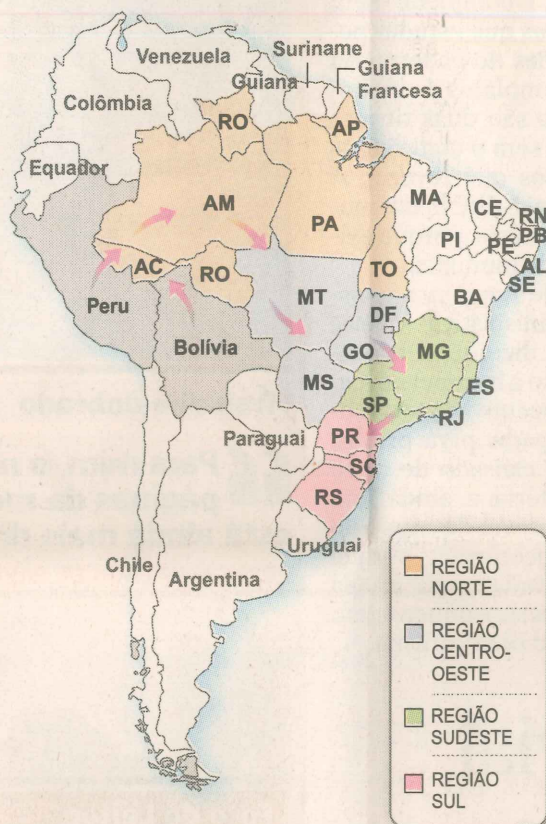 Venezuela
Suriname
Guiana
Guiana
Francesa
Colômbia
RO
AP
Equador
AM
PA
MA
CE
RN
PB
PI
PE
AL
SE
AC
RO
TO
BA
Peru
MT
DF
Bolívia
GO
MG
MS
ES
SP
RJ
Paraguai
PR
SC
RS
Uruguai
Chile
Argentina
REGIÃO
NORTE
REGIÃO
CENTRO-
OESTE
REGIÃO
SUDESTE
REGIÃO
SUL